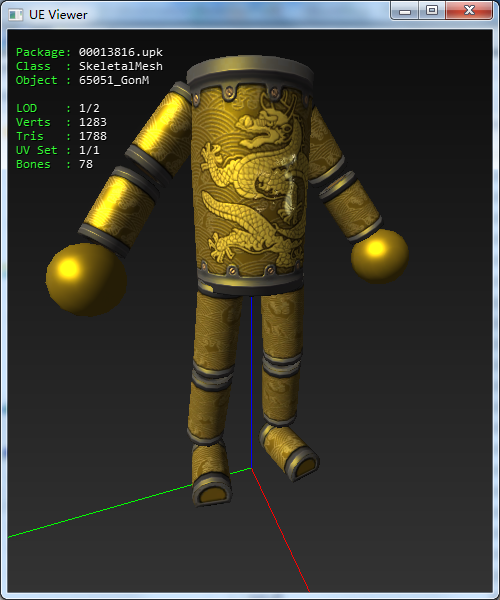 UE Viewer
Package: 00013816.upk
Class  : SkeletalMesh
Object : 65051_GonM
LOD    : 1/2
Verts  : 1283
Tris   : 1788
UV Set : 1/1
Bones  : 78